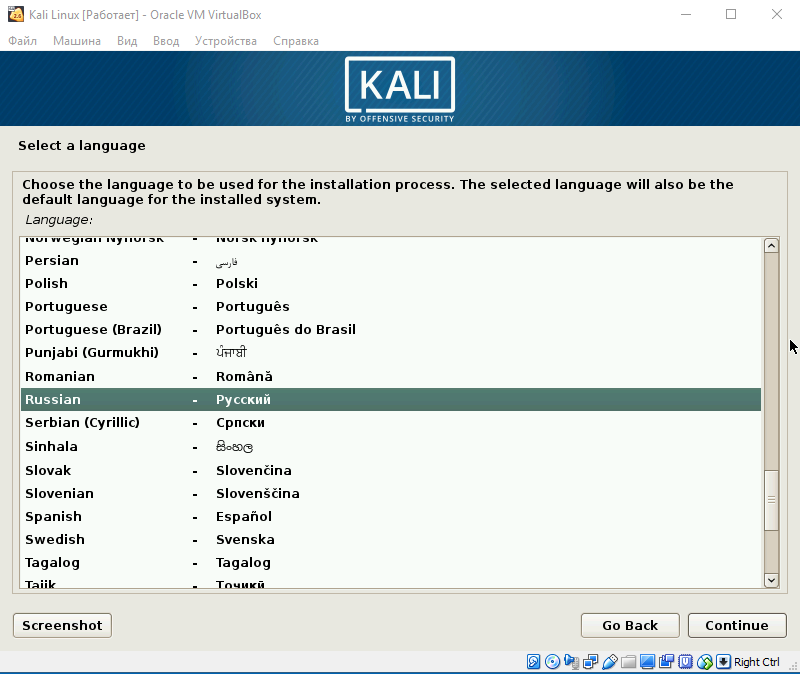 Kali Linux [Работает] - Oracle VM VirtualBox
Файл Машина Вид Ввод Устройства Справка
KALI
BY OFFENSIVE SECURITY
Select a language
Choose the language to be used for the installation process. The selected language will also be the
default language for the installed system.
Language:
Norwegian Nynorsk - Norsk nynorsk
Persian - فارسی
Polish - Polski
Portuguese - Português
Portuguese (Brazil) - Português do Brasil
Punjabi (Gurmukhi) - ਪੰਜਾਬੀ
Romanian - Română
Russian - Русский
Serbian (Cyrillic) - Српски
Sinhala - සිංහල
Slovak - Slovenčina
Slovenian - Slovenščina
Spanish - Español
Swedish - Svenska
Tagalog - Tagalog
Tajik - Тоҷикӣ
Screenshot Go Back Continue
Right Ctrl